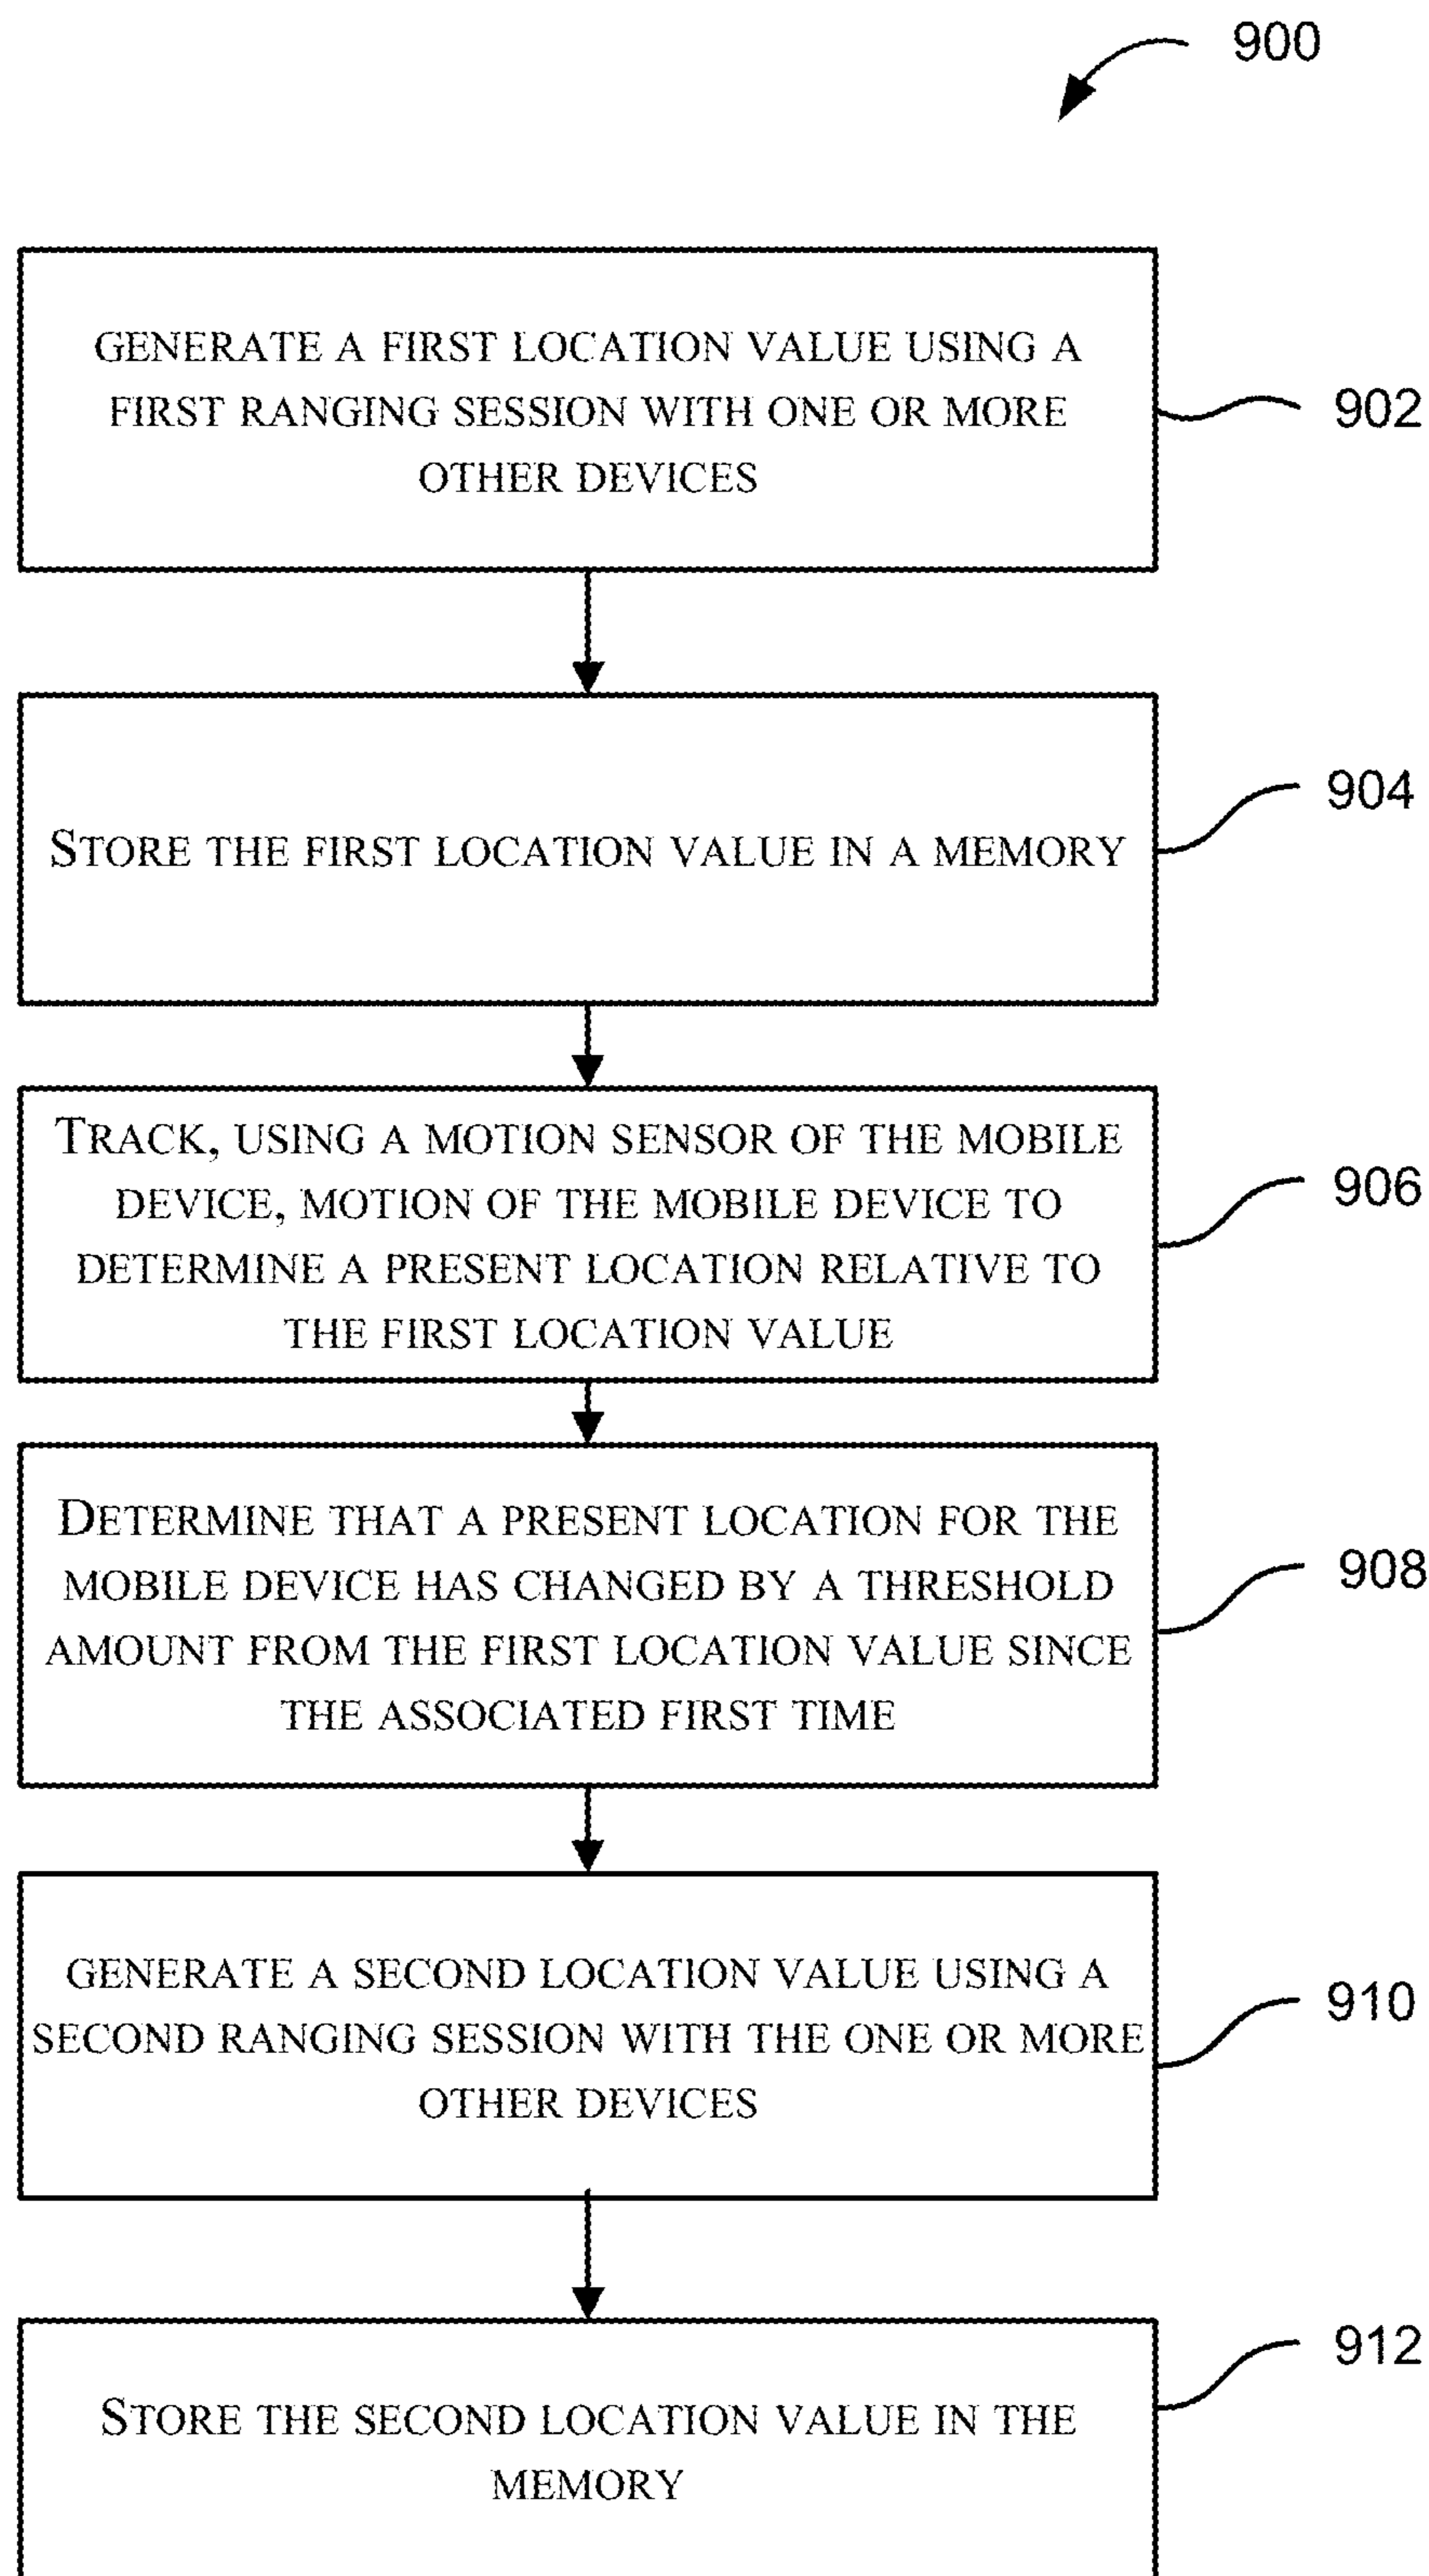 900
GENERATE A FIRST LOCATION VALUE USING A
FIRST RANGING SESSION WITH ONE OR MORE
OTHER DEVICES
902
STORE THE FIRST LOCATION VALUE IN A MEMORY
904
TRACK, USING A MOTION SENSOR OF THE MOBILE
DEVICE, MOTION OF THE MOBILE DEVICE TO
DETERMINE A PRESENT LOCATION RELATIVE TO
THE FIRST LOCATION VALUE
906
DETERMINE THAT A PRESENT LOCATION FOR THE
MOBILE DEVICE HAS CHANGED BY A THRESHOLD
AMOUNT FROM THE FIRST LOCATION VALUE SINCE
THE ASSOCIATED FIRST TIME
908
GENERATE A SECOND LOCATION VALUE USING A
SECOND RANGING SESSION WITH THE ONE OR MORE
OTHER DEVICES
910
STORE THE SECOND LOCATION VALUE IN THE
MEMORY
912